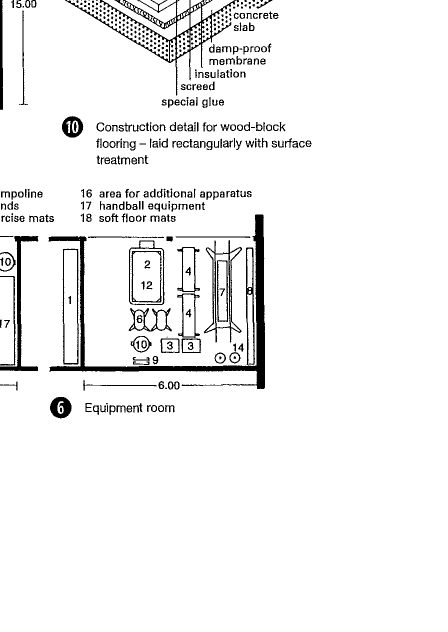 15.00
concrete
slab
damp-proof
membrane
insulation
screed
special glue
10 Construction detail for wood-block
flooring – laid rectangularly with surface
treatment
mpoline
nds
rcise mats
16 area for additional apparatus
17 handball equipment
18 soft floor mats
10
17
1
2
12
4
4
6
7
8
10
3 3
9
14
6.00
6 Equipment room